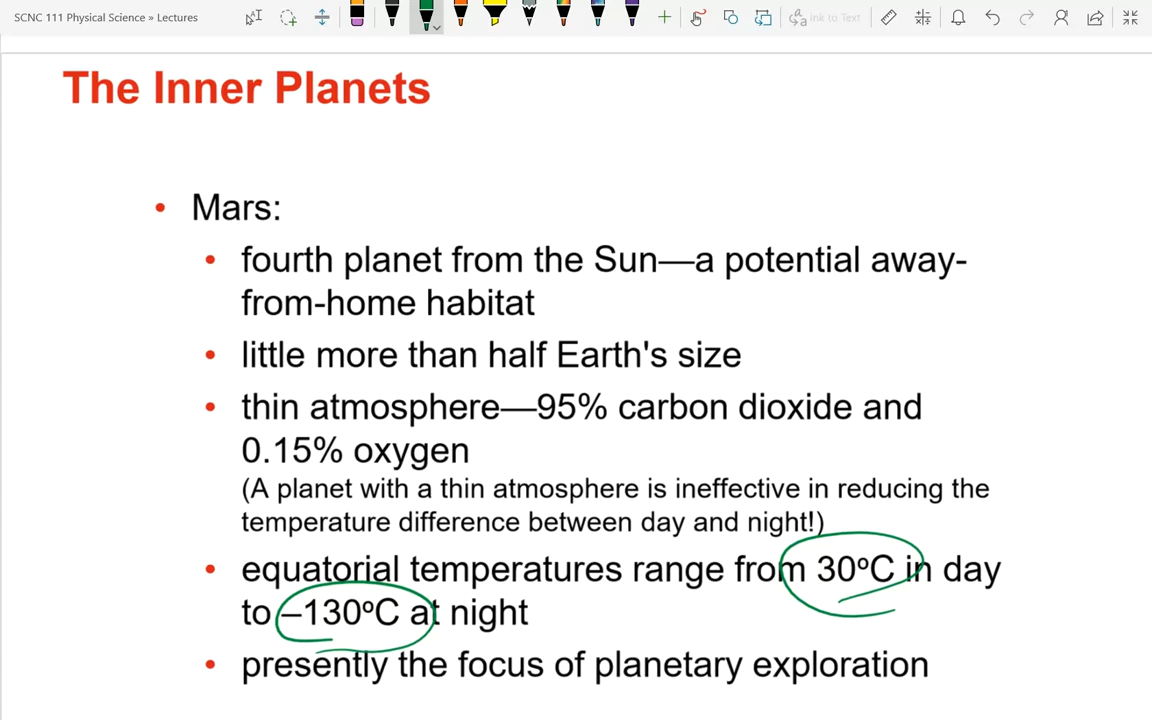 SCNC 111 Physical Science » Lectures
Ink to Text
The Inner Planets
• Mars:
• fourth planet from the Sun—a potential away-
from-home habitat
• little more than half Earth's size
• thin atmosphere—95% carbon dioxide and
0.15% oxygen
(A planet with a thin atmosphere is ineffective in reducing the
temperature difference between day and night!)
• equatorial temperatures range from 30°C in day
to –130°C at night
• presently the focus of planetary exploration